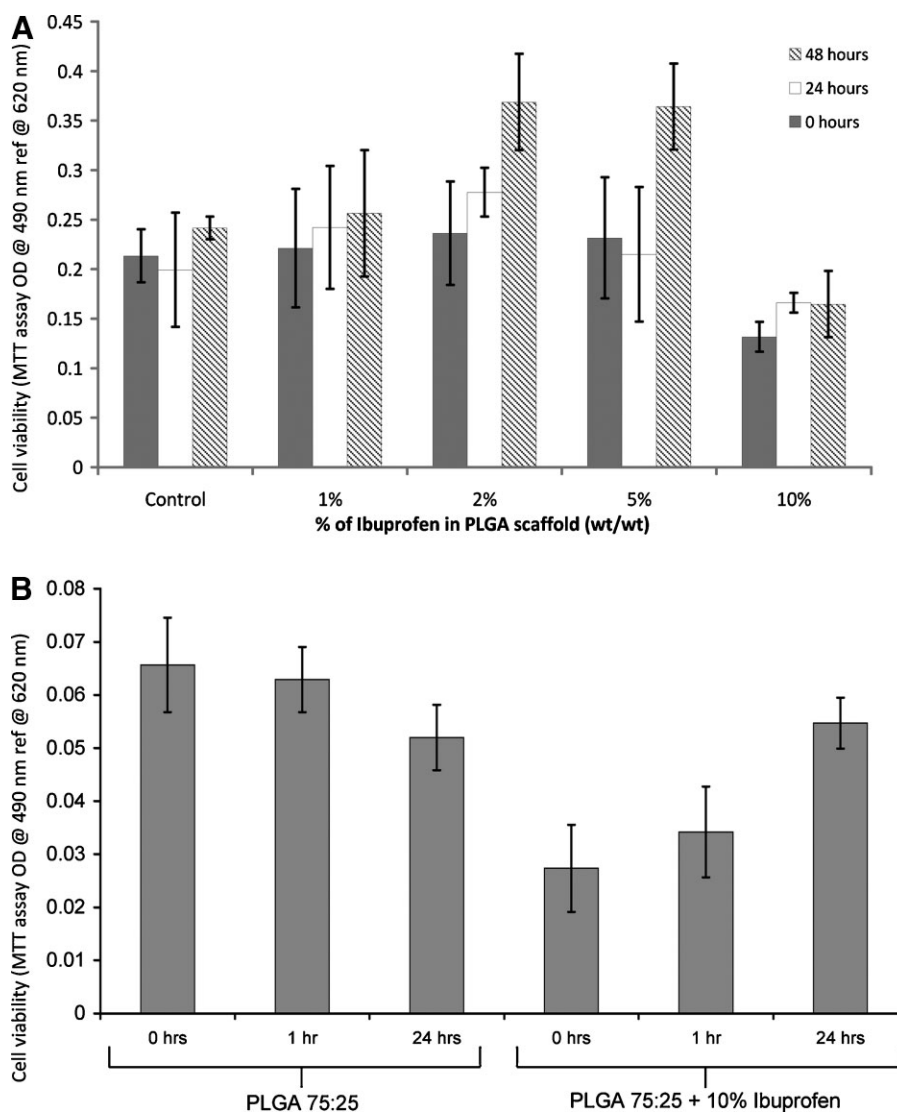 A
Cell viability (MTT assay OD @ 490 nm ref @ 620 nm)
0.45
0.4
0.35
0.3
0.25
0.2
0.15
0.1
0.05
0
48 hours
24 hours
0 hours
Control 1% 2% 5% 10%
% of Ibuprofen in PLGA scaffold (wt/wt)
B
Cell viability (MTT assay OD @ 490 nm ref @ 620 nm)
0.08
0.07
0.06
0.05
0.04
0.03
0.02
0.01
0
0 hrs 1 hr 24 hrs 0 hrs 1 hr 24 hrs
PLGA 75:25 PLGA 75:25 + 10% Ibuprofen